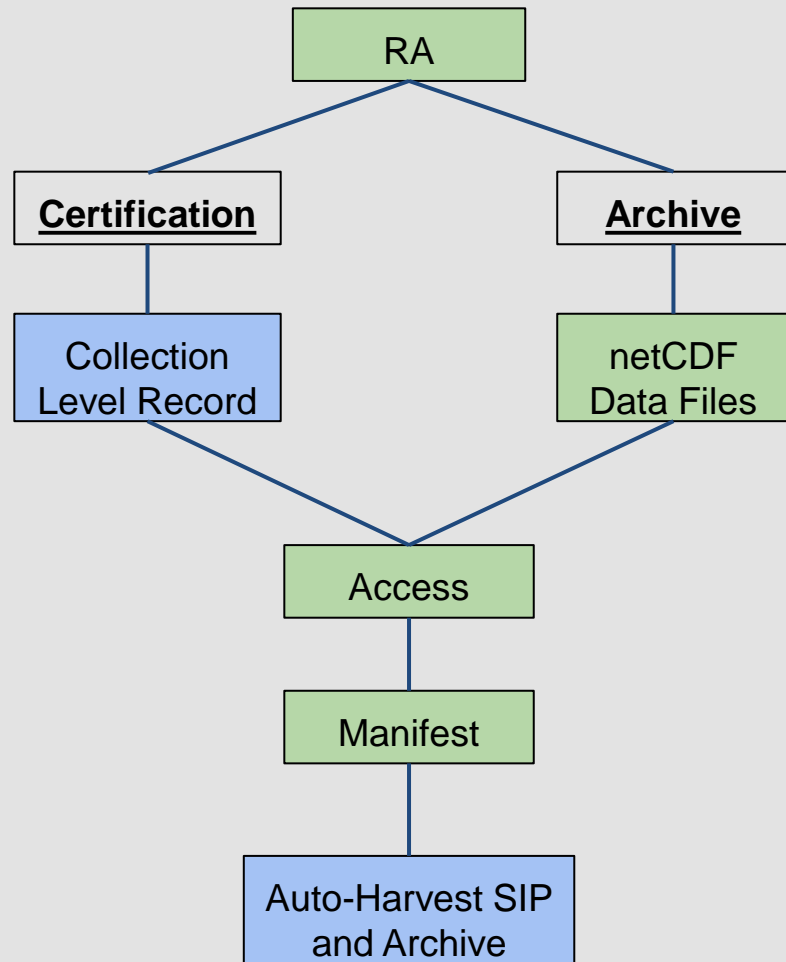 RA
Certification
Archive
Collection
Level Record
netCDF
Data Files
Access
Manifest
Auto-Harvest SIP
and Archive